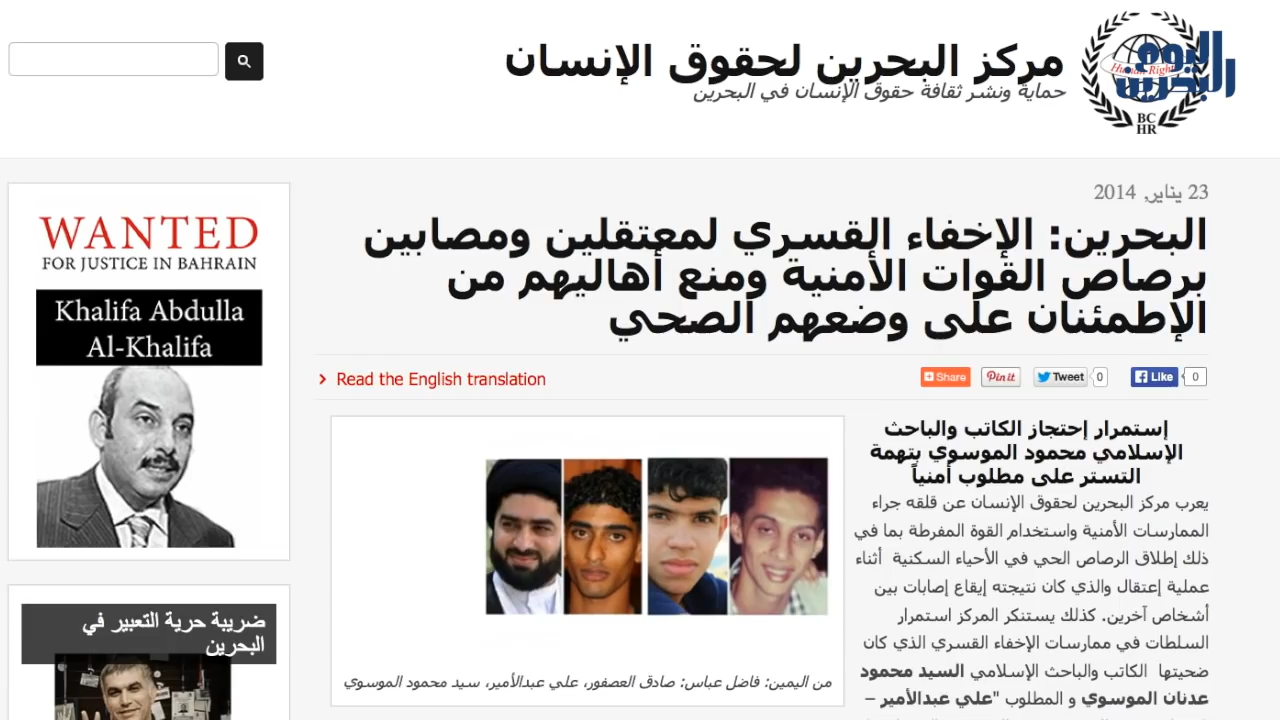 مركز البحرين لحقوق الإنسان
حماية ونشر ثقافة حقوق الإنسان في البحرين
اليوم
البحرين
Human Rights
BC
HR
23 يناير, 2014
البحرين: الإخفاء القسري لمعتقلين ومصابين
برصاص القوات الأمنية ومنع أهاليهم من
الإطمئنان على وضعهم الصحي
Read the English translation
Share
Pin it
Tweet
0
Like
0
إستمرار إحتجاز الكاتب والباحث
الإسلامي محمود الموسوي بتهمة
التستر على مطلوب أمنياً
يعرب مركز البحرين لحقوق الإنسان عن قلقه جراء
الممارسات الأمنية واستخدام القوة المفرطة بما في
ذلك إطلاق الرصاص الحي في الأحياء السكنية أثناء
عملية إعتقال والذي كان نتيجته إيقاع إصابات بين
أشخاص آخرين. كذلك يستنكر المركز استمرار
السلطات في ممارسات الإخفاء القسري الذي كان
ضحيتها الكاتب والباحث الإسلامي السيد محمود
عدنان الموسوي و المطلوب "علي عبدالأمير –
من اليمين: فاضل عباس: صادق العصفور، علي عبدالأمير، سيد محمود الموسوي
WANTED
FOR JUSTICE IN BAHRAIN
Khalifa Abdulla
Al-Khalifa
ضريبة حرية التعبير في
البحرين